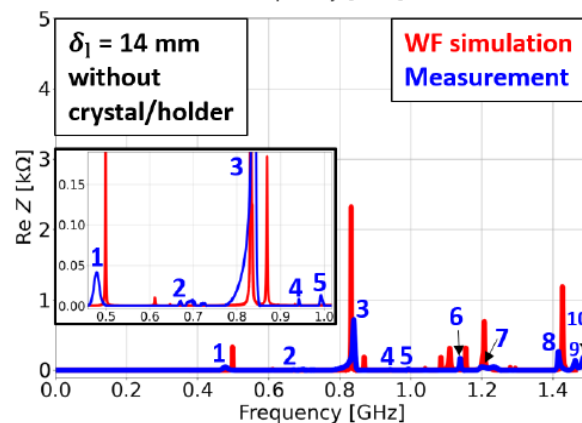 δ₁ = 14 mm
without
crystal/holder
WF simulation
Measurement
Re Z [kΩ]
5
4
3
2
1
0
0.15
0.10
0.05
0.00
0.5 0.6 0.7 0.8 0.9 1.0
1 2 3 4 5
1 2 3 4 5 6 7 8 9 10
0.0 0.2 0.4 0.6 0.8 1.0 1.2 1.4
Frequency [GHz]